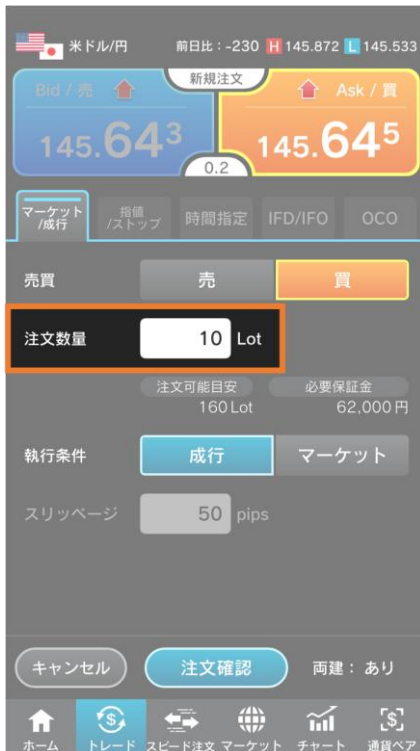 米ドル/円 前日比：-230 H 145.872 L 145.533
新規注文
Bid / 売 Ask / 買
145.643 145.645
0.2
マーケット/成行 指値/ストップ 時間指定 IFD/IFO OCO
売買 売 買
注文数量 10 Lot
注文可能目安 必要保証金
160 Lot 62,000 円
執行条件 成行 マーケット
スリッページ 50 pips
キャンセル 注文確認 両建： あり
ホーム トレード スピード注文 マーケット チャート 通貨ペア